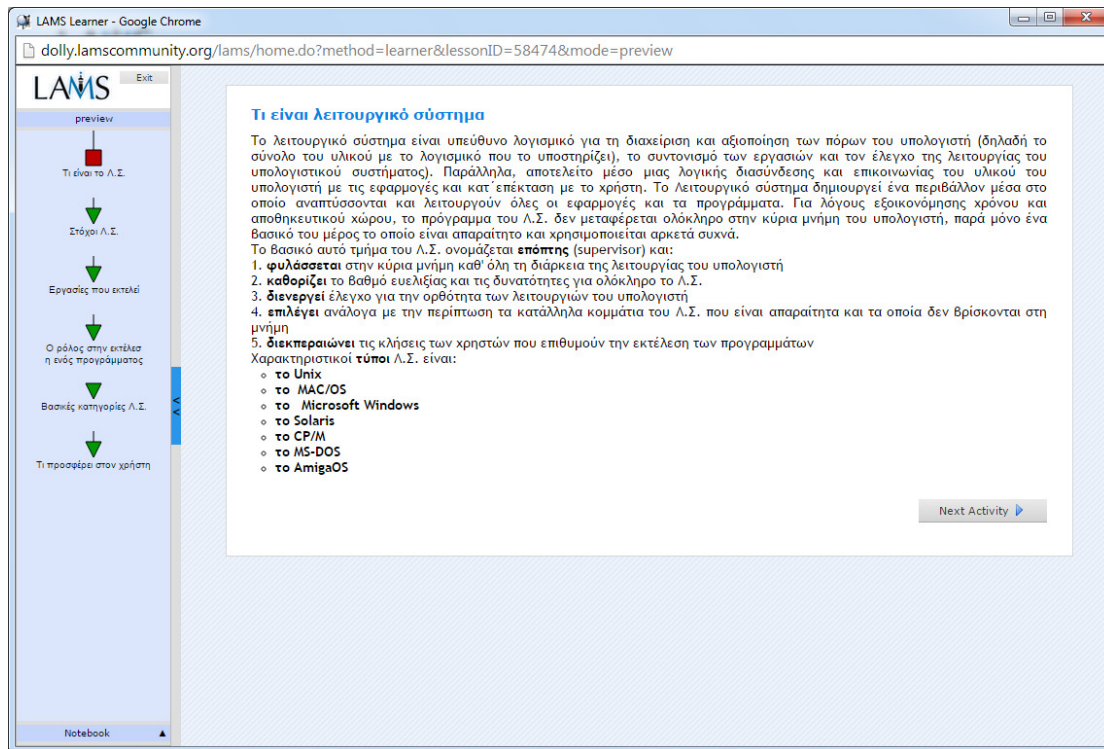 LAMS Learner - Google Chrome
dolly.lamscommunity.org/lams/home.do?method=learner&lessonID=58474&mode=preview
LAMS
Exit
preview
Τι είναι το Λ.Σ.
Στόχοι Λ.Σ.
Εργασίες που εκτελεί
Ο ρόλος στην εκτέλεσ
η ενός προγράμματος
Βασικές κατηγορίες Λ.Σ.
Τι προσφέρει στον χρήστη
Notebook
<<
Τι είναι λειτουργικό σύστημα
Το λειτουργικό σύστημα είναι υπεύθυνο λογισμικό για τη διαχείριση και αξιοποίηση των πόρων του υπολογιστή (δηλαδή το
σύνολο του υλικού με το λογισμικό που το υποστηρίζει), το συντονισμό των εργασιών και τον έλεγχο της λειτουργίας του
υπολογιστικού συστήματος). Παράλληλα, αποτελείτο μέσο μιας λογικής διασύνδεσης και επικοινωνίας του υλικού του
υπολογιστή με τις εφαρμογές και κατ΄επέκταση με το χρήστη. Το Λειτουργικό σύστημα δημιουργεί ένα περιβάλλον μέσα στο
οποίο αναπτύσσονται και λειτουργούν όλες οι εφαρμογές και τα προγράμματα. Για λόγους εξοικονόμησης χρόνου και
αποθηκευτικού χώρου, το πρόγραμμα του Λ.Σ. δεν μεταφέρεται ολόκληρο στην κύρια μνήμη του υπολογιστή, παρά μόνο ένα
βασικό του μέρος το οποίο είναι απαραίτητο και χρησιμοποιείται αρκετά συχνά.
Το βασικό αυτό τμήμα του Λ.Σ. ονομάζεται επόπτης (supervisor) και:
1. φυλάσσεται στην κύρια μνήμη καθ' όλη τη διάρκεια της λειτουργίας του υπολογιστή
2. καθορίζει το βαθμό ευελιξίας και τις δυνατότητες για ολόκληρο το Λ.Σ.
3. διενεργεί έλεγχο για την ορθότητα των λειτουργιών του υπολογιστή
4. επιλέγει ανάλογα με την περίπτωση τα κατάλληλα κομμάτια του Λ.Σ. που είναι απαραίτητα και τα οποία δεν βρίσκονται στη
μνήμη
5. διεκπεραιώνει τις κλήσεις των χρηστών που επιθυμούν την εκτέλεση των προγραμμάτων
Χαρακτηριστικοί τύποι Λ.Σ. είναι:
το Unix
το MAC/OS
το Microsoft Windows
το Solaris
το CP/M
το MS-DOS
το AmigaOS
Next Activity